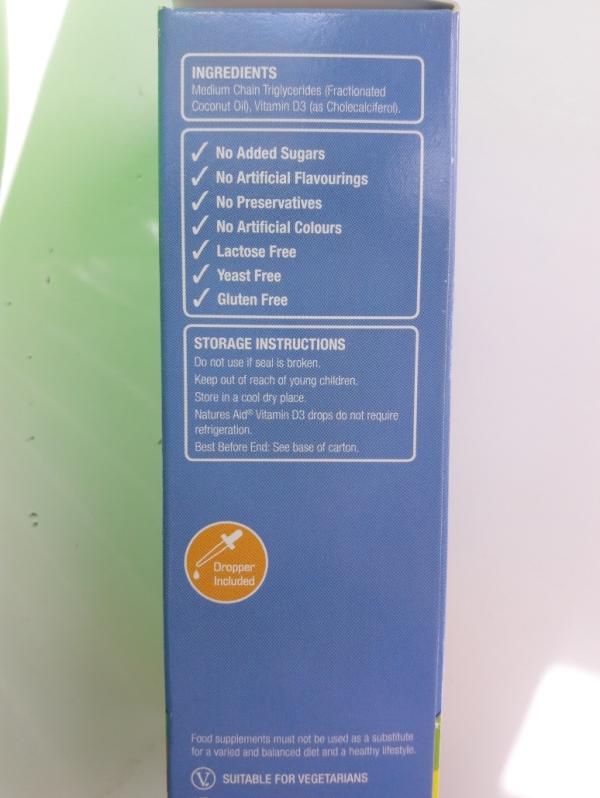 INGREDIENTS
Medium Chain Triglycerides (Fractionated
Coconut Oil), Vitamin D3 (as Cholecalciferol).
No Added Sugars
No Artificial Flavourings
No Preservatives
No Artificial Colours
Lactose Free
Yeast Free
Gluten Free
STORAGE INSTRUCTIONS
Do not use if seal is broken.
Keep out of reach of young children.
Store in a cool dry place.
Natures Aid® Vitamin D3 drops do not require
refrigeration.
Best Before End: See base of carton.
Dropper
Included
Food supplements must not be used as a substitute
for a varied and balanced diet and a healthy lifestyle.
V SUITABLE FOR VEGETARIANS